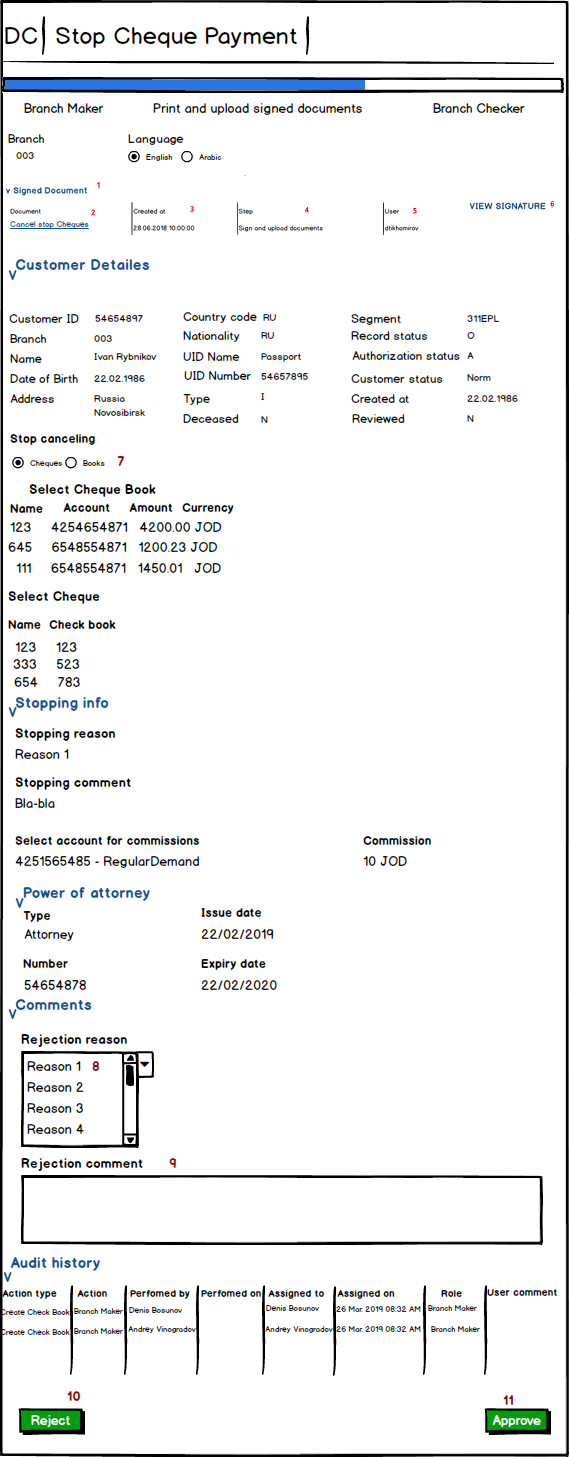 DC Stop Cheque Payment
Branch Maker Print and upload signed documents Branch Checker
Branch Language
003 English Arabic
v Signed Document 1
Document 2 Created at 3 Step 4 User 5 VIEW SIGNATURE 6
Cancel stop Cheques 28.06.2018 10:00:00 Sign and upload documents dtikhomirov
v Customer Detailes
Customer ID 54654897 Country code RU Segment 311EPL
Branch 003 Nationality RU Record status O
Name Ivan Rybnikov UID Name Passport Authorization status A
Date of Birth 22.02.1986 UID Number 54657895 Customer status Norm
Address Russia Type I Created at 22.02.1986
Novosibirsk Deceased N Reviewed N
Stop canceling
Cheques Books 7
Select Cheque Book
Name Account Amount Currency
123 4254654871 4200.00 JOD
645 6548554871 1200.23 JOD
111 6548554871 1450.01 JOD
Select Cheque
Name Check book
123 123
333 523
654 783
v Stopping info
Stopping reason
Reason 1
Stopping comment
Bla-bla
Select account for commissions Commission
4251565485 - RegularDemand 10 JOD
v Power of attorney
Type Issue date
Attorney 22/02/2019
Number Expiry date
54654878 22/02/2020
v Comments
Rejection reason
Reason 1 8
Reason 2
Reason 3
Reason 4
Rejection comment 9
v Audit history
Action type Action Perfomed by Perfomed on Assigned to Assigned on Role User comment
Create Check Book Branch Maker Denis Bosunov Denis Bosunov 26 Mar. 2019 08:32 AM Branch Maker
Create Check Book Branch Maker Andrey Vinogradov Andrey Vinogradov 26 Mar. 2019 08:32 AM Branch Maker
10 11
Reject Approve